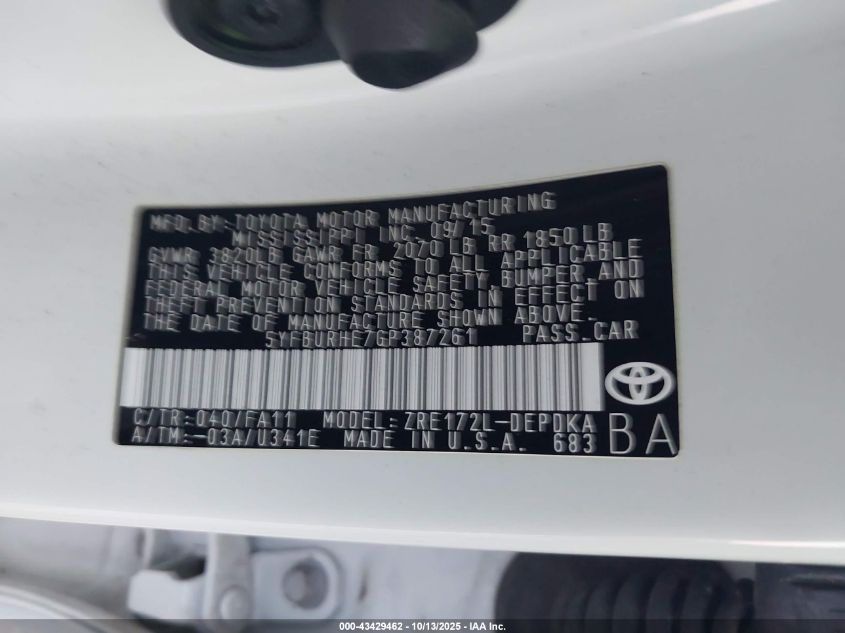 MFD.BY: TOYOTA MOTOR MANUFACTURING
MISSISSIPPI INC. 09/15
GVWR 3820LB GAWR FR 2070LB RR 1850LB
THIS VEHICLE CONFORMS TO ALL APPLICABLE
FEDERAL MOTOR VEHICLE SAFETY, BUMPER AND
THEFT PREVENTION STANDARDS IN EFFECT ON
THE DATE OF MANUFACTURE SHOWN ABOVE.
5YFBURHE7GP387261 PASS.CAR
C/TR: 040/FA11 MODEL: ZRE172L-DEPDKA
A/TM: -03A/U341E MADE IN U.S.A. 683
BA
000-43429462 - 10/13/2025 - IAA Inc.